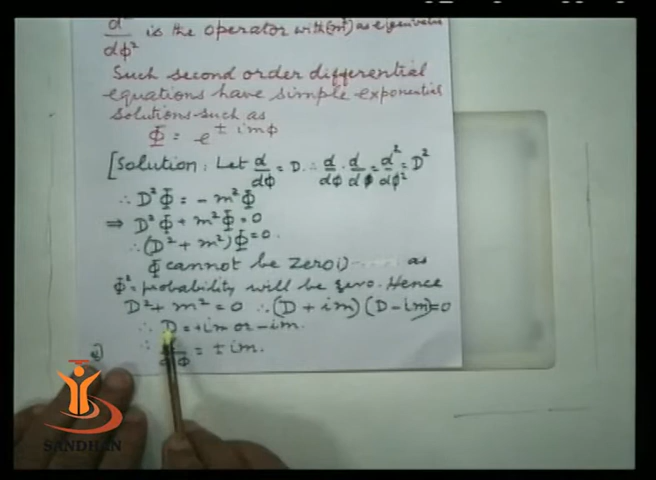 d² is the operator with (m²) as eigenvalue
dφ²
Such second order differential
equations have simple exponential
solutions such as
Φ = e^± imφ
[Solution: Let d/dφ = D ∴ d/dφ · d/dφ = d²/dφ² = D²
∴ D²Φ = - m²Φ
⇒ D²Φ + m²Φ = 0
∴ (D² + m²)Φ = 0.
Φ cannot be zero as
Φ² = probability will be zero. Hence
D² + m² = 0 ∴ (D + im) (D - im) = 0
∴ D = +im or - im.
∴ = ± im.
SANDHAN